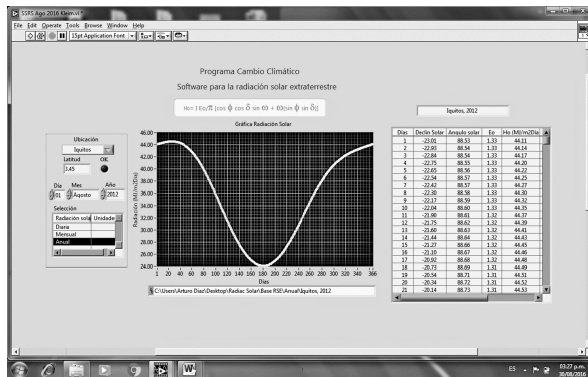 SSRS Ago 2016 Kleim.vi *
File Edit Operate Tools Browse Window Help
15pt Application Font
Programa Cambio Climático
Software para la radiación solar extraterrestre
Ho= I Eo/π [cos ϕ cos δ sin ω + ω(sin ϕ sin δ)]
Iquitos, 2012
Ubicación
Iquitos
Latitud OK
3.45
Dia Mes Año
01 Agosto 2012
Selección
Radiación sola Unidade
Diaria
Mensual
Anual
Gráfica Radiación Solar
Radiación (MJ/m2Dia)
46.00
44.00
42.00
40.00
38.00
36.00
34.00
32.00
30.00
28.00
26.00
24.00
1 20 40 60 80 100 120 140 160 180 200 220 240 260 280 300 320 340 366
Días
C:\Users\Arturo Diaz\Desktop\Radiac Solar\Base RSE\Anual\Iquitos, 2012
Días Declin Solar Angulo solar Eo Ho (MJ/m2Dia)
1 -23.01 88.53 1.33 44.11
2 -22.93 88.54 1.33 44.14
3 -22.84 88.54 1.33 44.17
4 -22.75 88.55 1.33 44.20
5 -22.65 88.56 1.33 44.22
6 -22.54 88.57 1.33 44.25
7 -22.42 88.57 1.33 44.27
8 -22.30 88.58 1.33 44.30
9 -22.17 88.59 1.33 44.32
10 -22.04 88.60 1.33 44.35
11 -21.90 88.61 1.32 44.37
12 -21.75 88.62 1.32 44.39
13 -21.60 88.63 1.32 44.41
14 -21.44 88.64 1.32 44.43
15 -21.27 88.66 1.32 44.45
16 -21.10 88.67 1.32 44.46
17 -20.92 88.68 1.32 44.48
18 -20.73 88.69 1.31 44.49
19 -20.54 88.71 1.31 44.51
20 -20.34 88.72 1.31 44.52
21 -20.14 88.73 1.31 44.53
ES
03:27 p.m.
30/08/2016